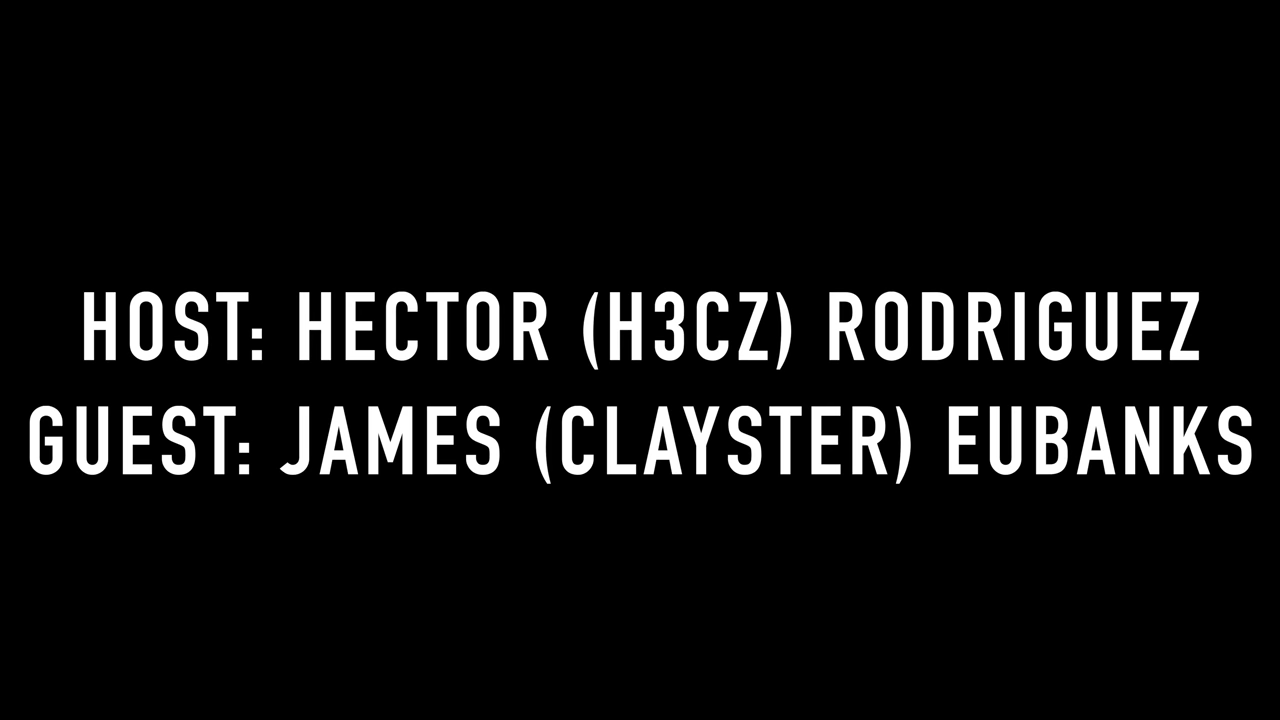 HOST: HECTOR (H3CZ) RODRIGUEZ
GUEST: JAMES (CLAYSTER) EUBANKS